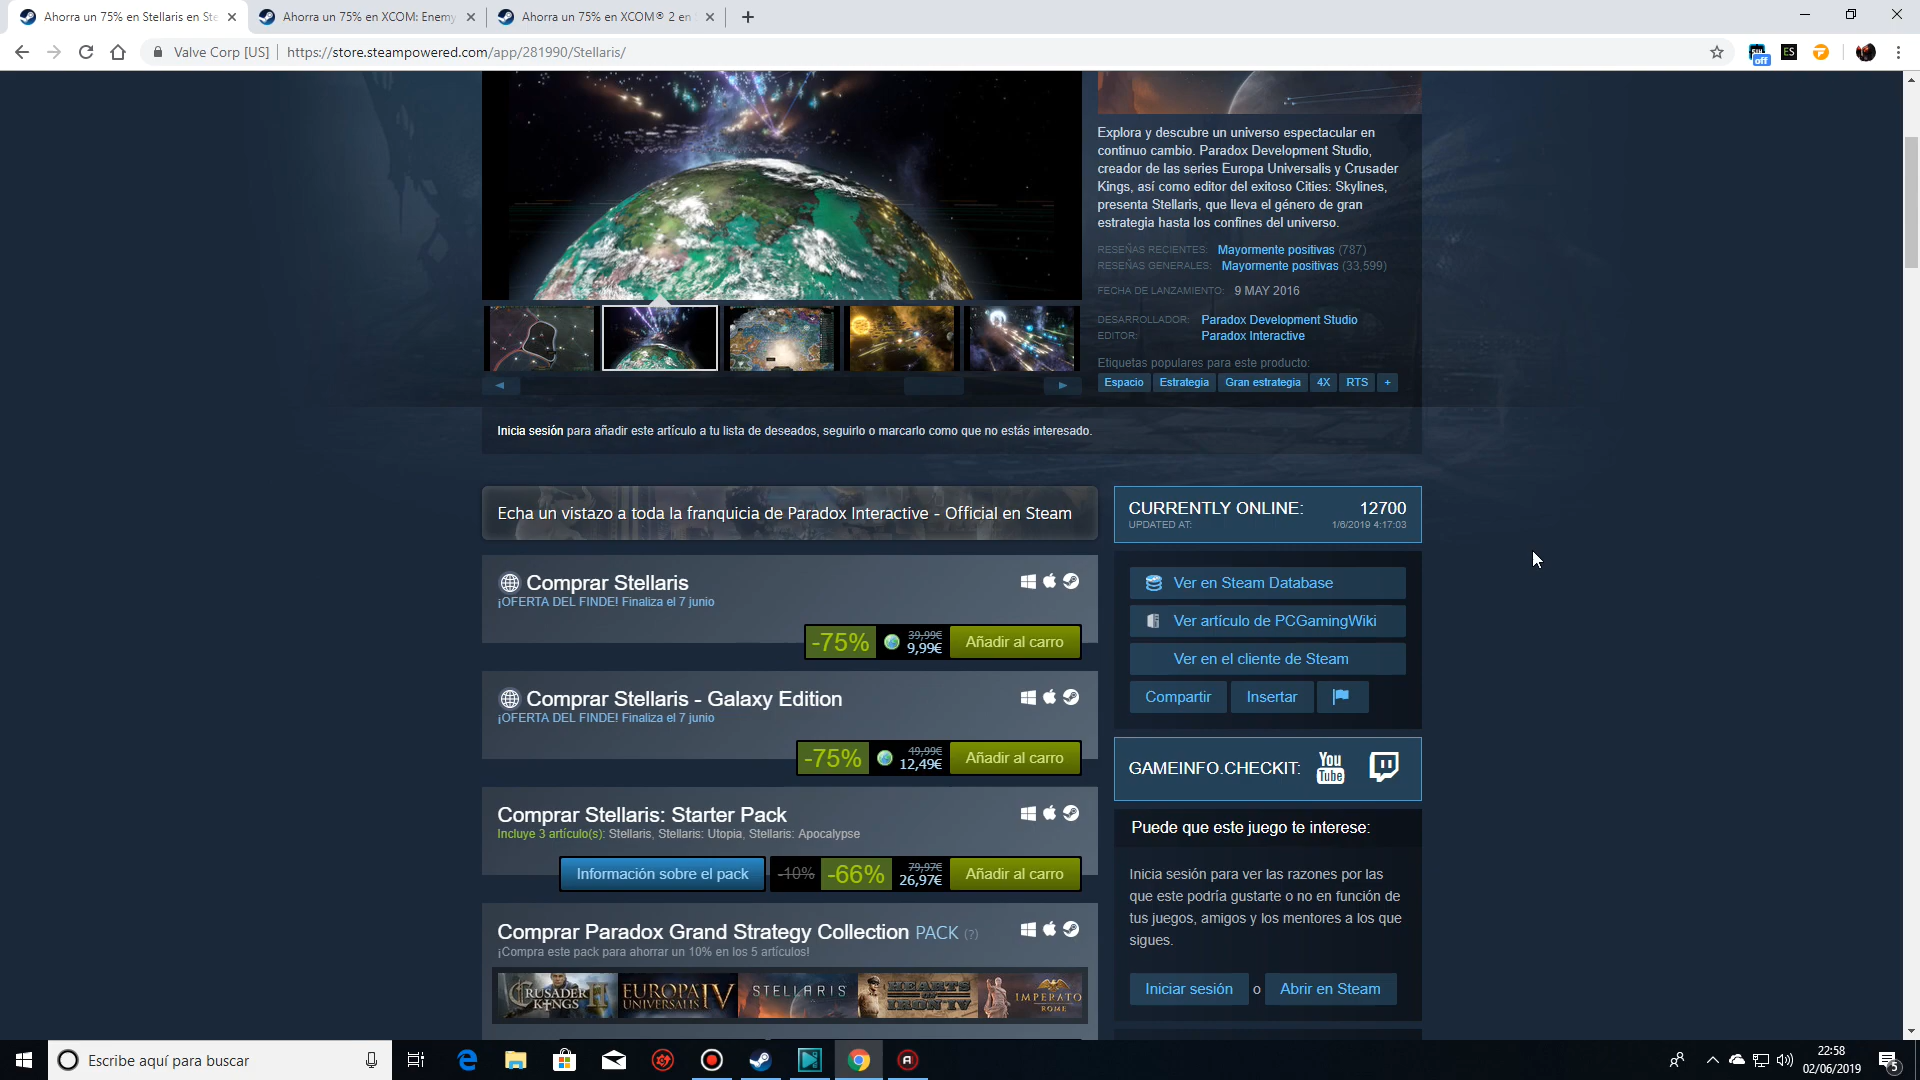 Ahorra un 75% en Stellaris en Ste
Ahorra un 75% en XCOM: Enemy
Ahorra un 75% en XCOM® 2 en
Valve Corp [US]
https://store.steampowered.com/app/281990/Stellaris/
off
ES
Explora y descubre un universo espectacular en
continuo cambio. Paradox Development Studio,
creador de las series Europa Universalis y Crusader
Kings, así como editor del exitoso Cities: Skylines,
presenta Stellaris, que lleva el género de gran
estrategia hasta los confines del universo.
RESEÑAS RECIENTES: Mayormente positivas (787)
RESEÑAS GENERALES: Mayormente positivas (33,599)
FECHA DE LANZAMIENTO: 9 MAY 2016
DESARROLLADOR: Paradox Development Studio
EDITOR: Paradox Interactive
Etiquetas populares para este producto:
Espacio Estrategia Gran estrategia 4X RTS +
Inicia sesión para añadir este artículo a tu lista de deseados, seguirlo o marcarlo como que no estás interesado.
Echa un vistazo a toda la franquicia de Paradox Interactive - Official en Steam
Comprar Stellaris
¡OFERTA DEL FINDE! Finaliza el 7 junio
-75% 39,99€ 9,99€ Añadir al carro
Comprar Stellaris - Galaxy Edition
¡OFERTA DEL FINDE! Finaliza el 7 junio
-75% 49,99€ 12,49€ Añadir al carro
Comprar Stellaris: Starter Pack
Incluye 3 artículo(s): Stellaris, Stellaris: Utopia, Stellaris: Apocalypse
Información sobre el pack -10% -66% 79,97€ 26,97€ Añadir al carro
Comprar Paradox Grand Strategy Collection PACK (?)
¡Compra este pack para ahorrar un 10% en los 5 artículos!
CRUSADER KINGS II
EUROPA UNIVERSALIS IV
STELLARIS
HEARTS OF IRON IV
IMPERATOR ROME
CURRENTLY ONLINE: 12700
UPDATED AT: 1/6/2019 4:17:03
Ver en Steam Database
Ver artículo de PCGamingWiki
Ver en el cliente de Steam
Compartir Insertar
GAMEINFO.CHECKIT: You Tube
Puede que este juego te interese:
Inicia sesión para ver las razones por las
que este podría gustarte o no en función de
tus juegos, amigos y los mentores a los que
sigues.
Iniciar sesión o Abrir en Steam
Escribe aquí para buscar
22:58
02/06/2019
5